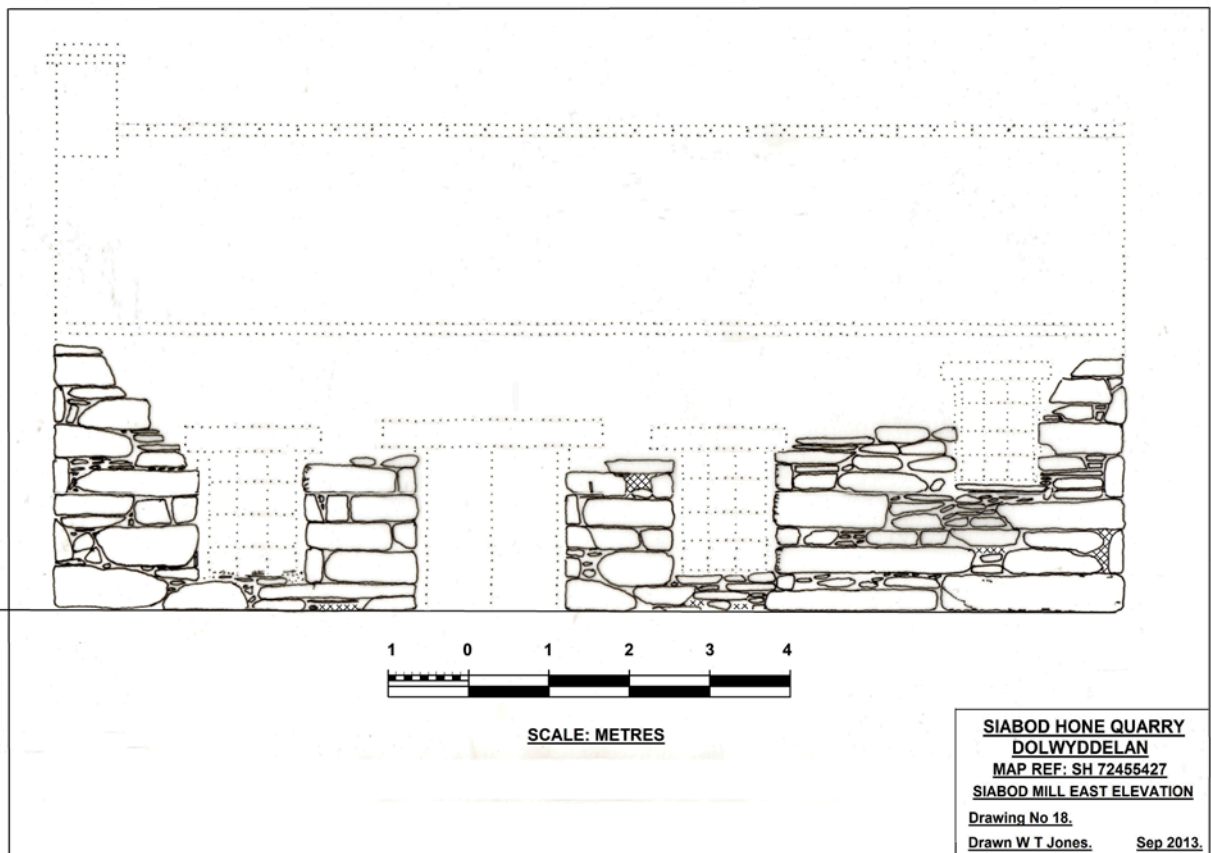 1 0 1 2 3 4
SCALE: METRES
SIABOD HONE QUARRY
DOLWYDDELAN
MAP REF: SH 72455427
SIABOD MILL EAST ELEVATION
Drawing No 18.
Drawn W T Jones. Sep 2013.